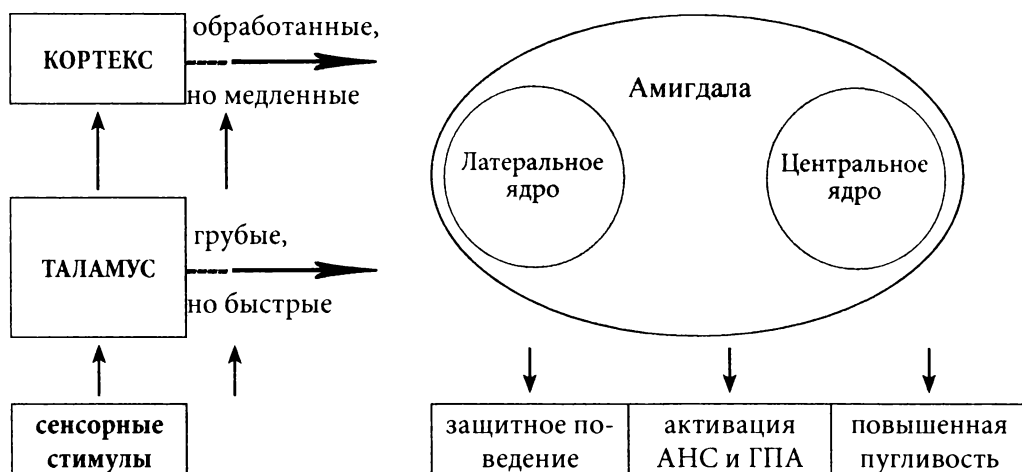 обработанные,
КОРТЕКС
но медленные
Амигдала
Латеральное
ядро
Центральное
ядро
грубые,
ТАЛАМУС
но быстрые
сенсорные
стимулы
защитное по-
ведение
активация
АНС и ГПА
повышенная
пугливость